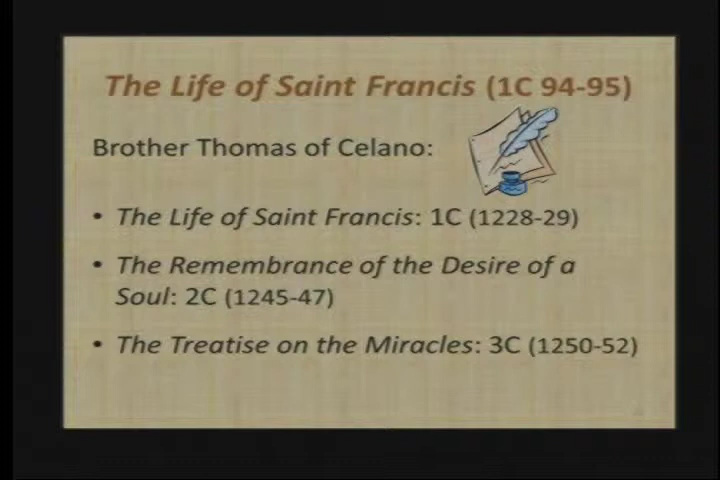 The Life of Saint Francis (1C 94-95)
Brother Thomas of Celano:
• The Life of Saint Francis: 1C (1228-29)
• The Remembrance of the Desire of a
Soul: 2C (1245-47)
• The Treatise on the Miracles: 3C (1250-52)